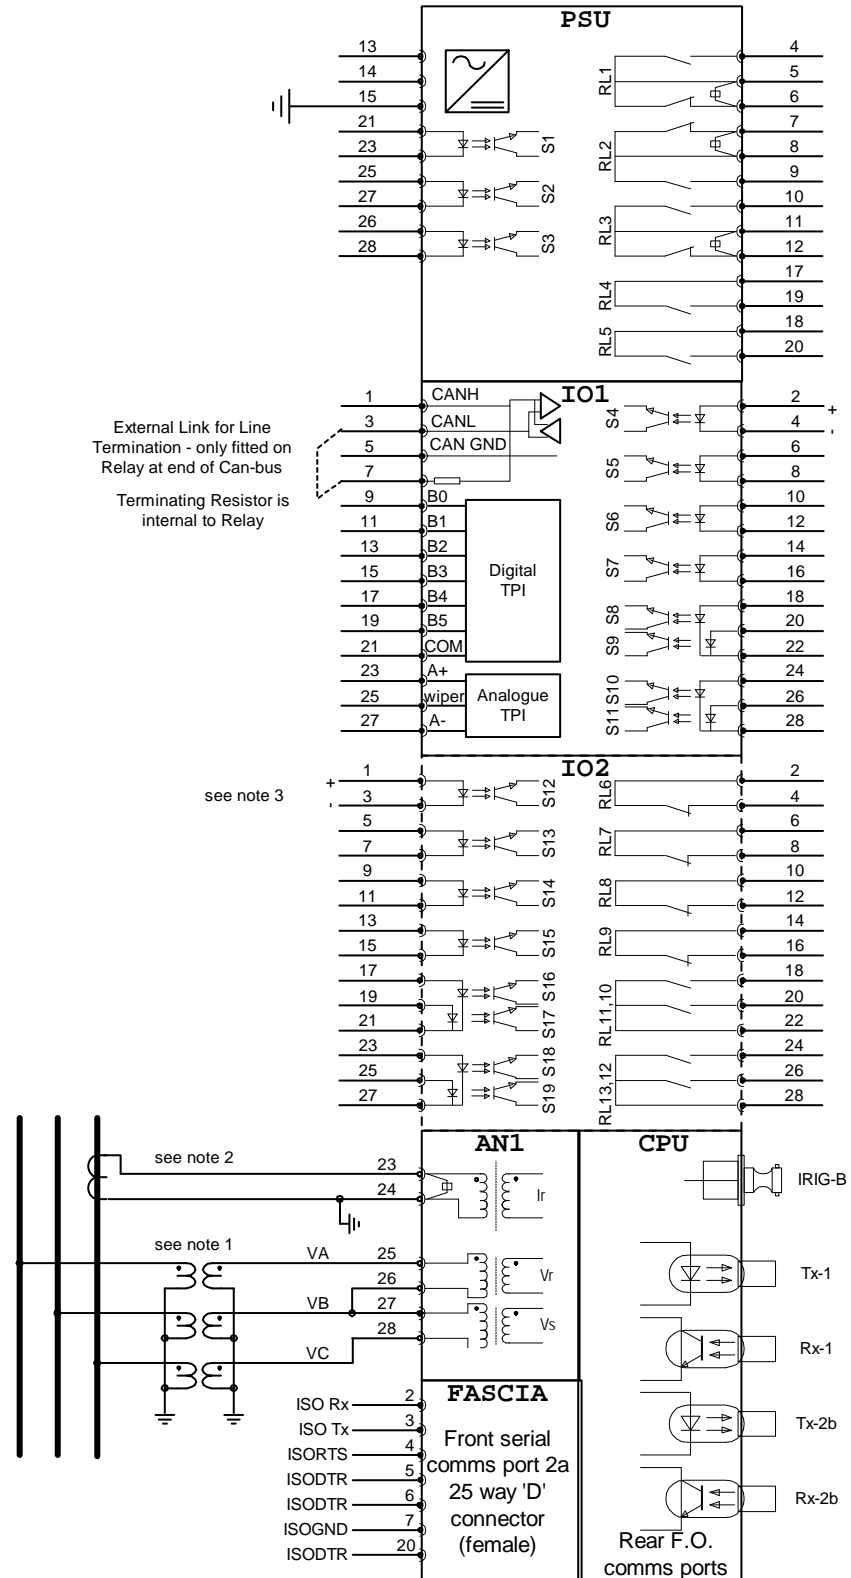 PSU
13
14
15
21
23
25
27
26
28
S1
S2
S3
RL1
RL2
RL3
RL4
RL5
4
5
6
7
8
9
10
11
12
17
19
18
20
IO1
1
3
5
7
9
11
13
15
17
19
21
23
25
27
External Link for Line
Termination - only fitted on
Relay at end of Can-bus
Terminating Resistor is
internal to Relay
CANH
CANL
CAN GND
B0
B1
B2
B3
B4
B5
COM
A+
wiper
A-
Digital
TPI
Analogue
TPI
S4
S5
S6
S7
S8
S9
S10
S11
2
+
4
-
6
8
10
12
14
16
18
20
22
24
26
28
IO2
see note 3
+
1
-
3
5
7
9
11
13
15
17
19
21
23
25
27
S12
S13
S14
S15
S16
S17
S18
S19
RL6
RL7
RL8
RL9
RL11,10
RL13,12
2
4
6
8
10
12
14
16
18
20
22
24
26
28
AN1
see note 2
23
24
Ir
see note 1
VA
25
26
Vr
VB
27
28
Vs
VC
CPU
IRIG-B
Tx-1
Rx-1
Tx-2b
Rx-2b
Rear F.O.
comms ports
FASCIA
ISO Rx
2
ISO Tx
3
ISORTS
4
ISODTR
5
ISODTR
6
ISOGND
7
ISODTR
20
Front serial
comms port 2a
25 way 'D'
connector
(female)